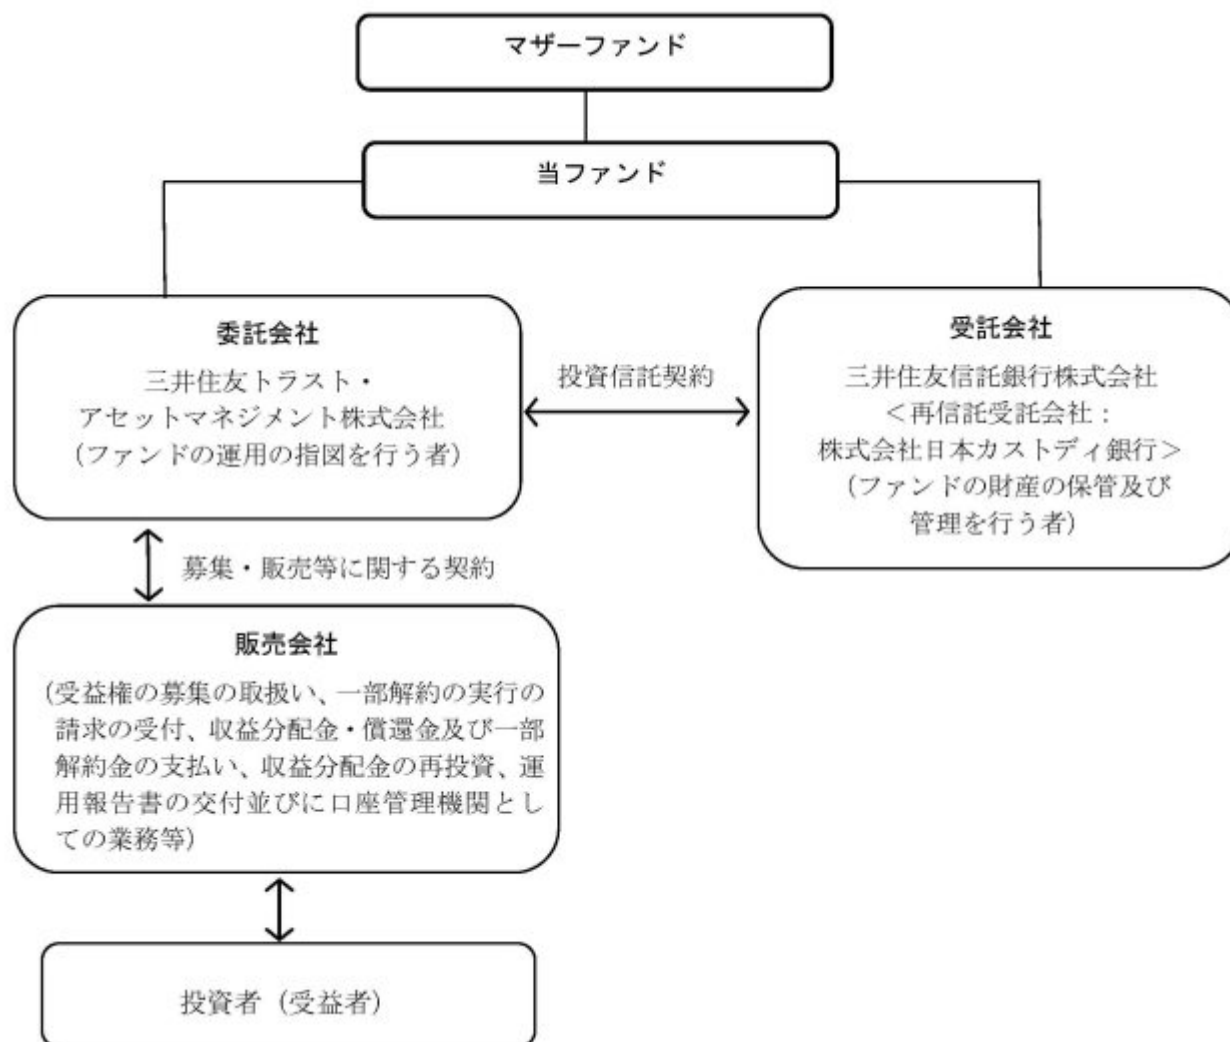 マザーファンド
当ファンド
委託会社
三井住友トラスト・
アセットマネジメント株式会社
（ファンドの運用の指図を行う者）
投資信託契約
受託会社
三井住友信託銀行株式会社
＜再信託受託会社：
株式会社日本カストディ銀行＞
（ファンドの財産の保管及び
管理を行う者）
募集・販売等に関する契約
販売会社
（受益権の募集の取扱い、一部解約の実行の
請求の受付、収益分配金・償還金及び一部
解約金の支払い、収益分配金の再投資、運
用報告書の交付並びに口座管理機関とし
ての業務等）
投資者（受益者）